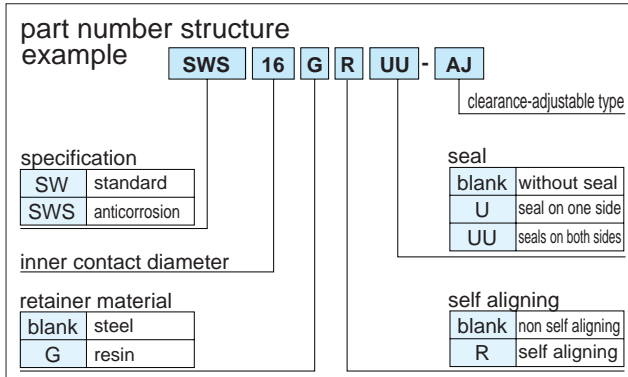 part number structure
example
SWS 16 G R UU - AJ
clearance-adjustable type
specification
SW standard
SWS anticorrosion
inner contact diameter
retainer material
blank steel
G resin
seal
blank without seal
U seal on one side
UU seals on both sides
self aligning
blank non self aligning
R self aligning